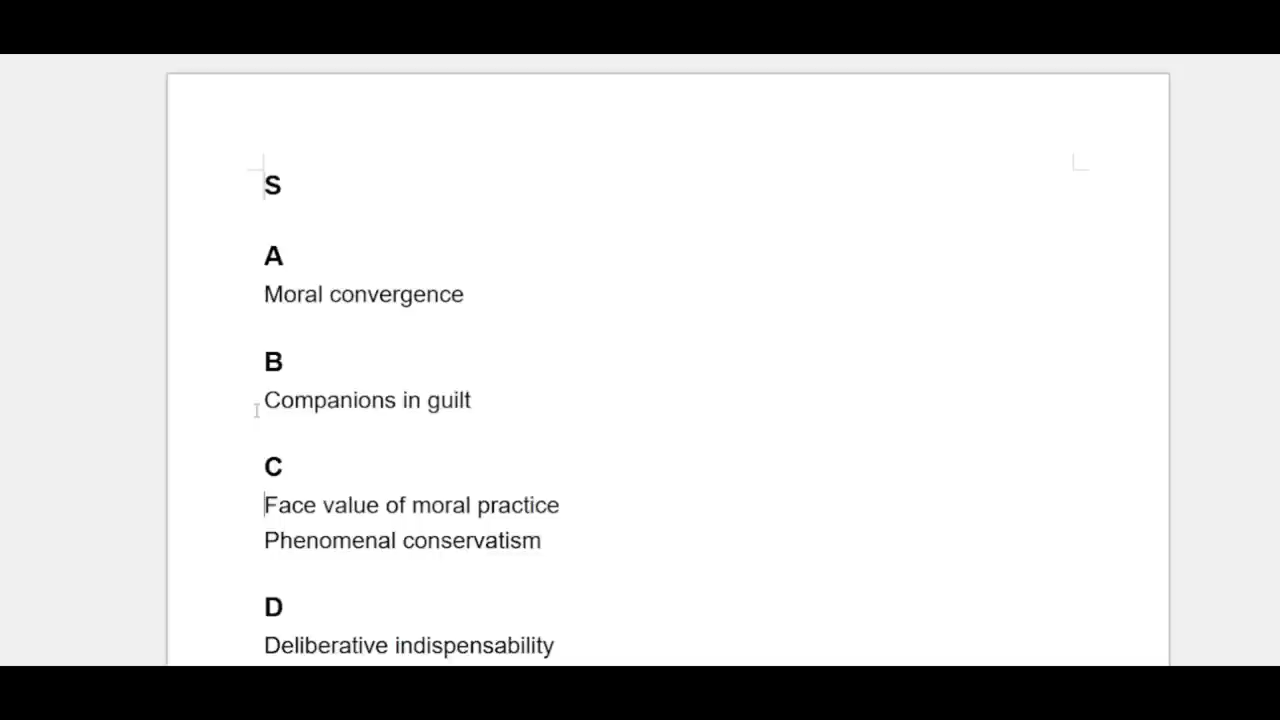 S
A
Moral convergence
B
Companions in guilt
C
Face value of moral practice
Phenomenal conservatism
D
Deliberative indispensability